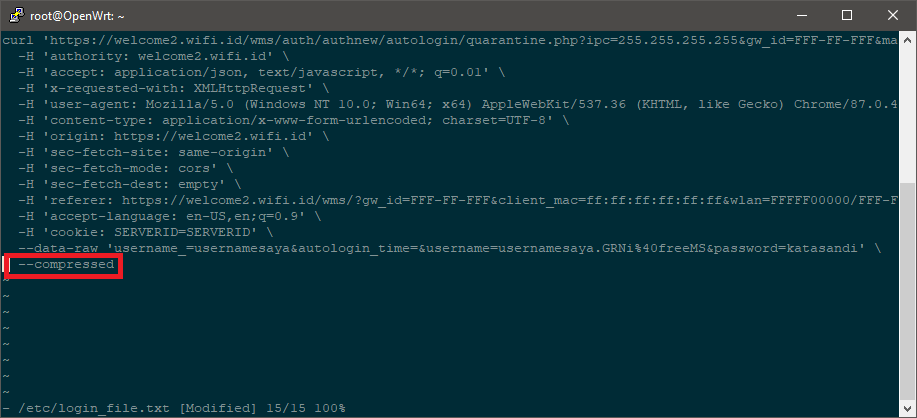 root@OpenWrt: ~
curl 'https://welcome2.wifi.id/wms/auth/authnew/autologin/quarantine.php?ipc=255.255.255.255&gw_id=FFF-FF-FFF&ma
-H 'authority: welcome2.wifi.id' \
-H 'accept: application/json, text/javascript, */*; q=0.01' \
-H 'x-requested-with: XMLHttpRequest' \
-H 'user-agent: Mozilla/5.0 (Windows NT 10.0; Win64; x64) AppleWebKit/537.36 (KHTML, like Gecko) Chrome/87.0.4
-H 'content-type: application/x-www-form-urlencoded; charset=UTF-8' \
-H 'origin: https://welcome2.wifi.id' \
-H 'sec-fetch-site: same-origin' \
-H 'sec-fetch-mode: cors' \
-H 'sec-fetch-dest: empty' \
-H 'referer: https://welcome2.wifi.id/wms/?gw_id=FFF-FF-FFF&client_mac=ff:ff:ff:ff:ff:ff&wlan=FFFFF00000/FFF-F
-H 'accept-language: en-US,en;q=0.9' \
-H 'cookie: SERVERID=SERVERID' \
--data-raw 'username_=usernamesaya&autologin_time=&username=usernamesaya.GRNi%40freeMS&password=katasandi' \
--compressed
~
~
~
~
~
~
~
~
- /etc/login_file.txt [Modified] 15/15 100%